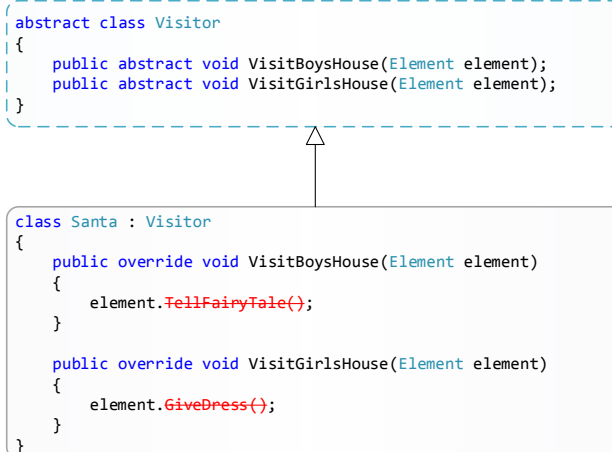 abstract class Visitor
{
    public abstract void VisitBoysHouse(Element element);
    public abstract void VisitGirlsHouse(Element element);
}
class Santa : Visitor
{
    public override void VisitBoysHouse(Element element)
    {
        element.TellFairyTale();
    }

    public override void VisitGirlsHouse(Element element)
    {
        element.GiveDress();
    }
}